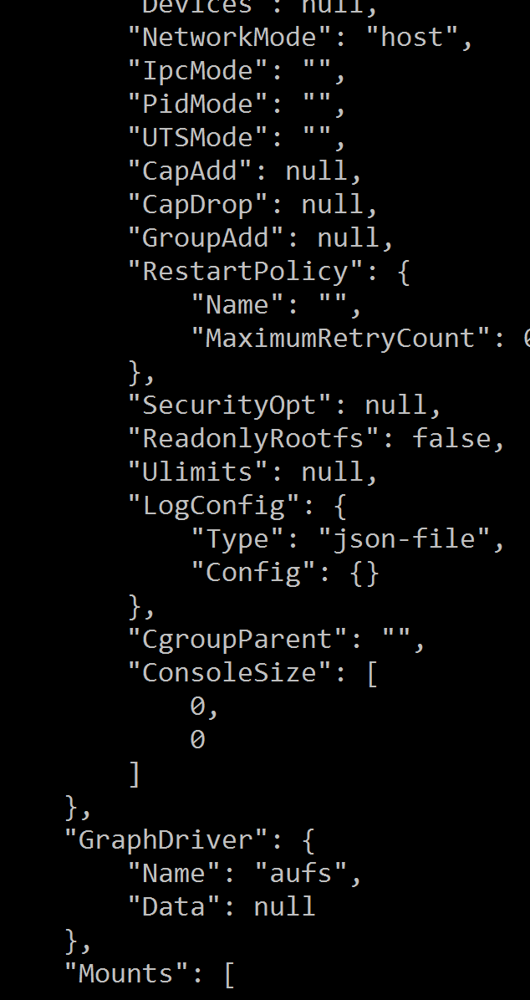 "Devices": null,
"NetworkMode": "host",
"IpcMode": "",
"PidMode": "",
"UTSMode": "",
"CapAdd": null,
"CapDrop": null,
"GroupAdd": null,
"RestartPolicy": {
"Name": "",
"MaximumRetryCount": 0
},
"SecurityOpt": null,
"ReadonlyRootfs": false,
"Ulimits": null,
"LogConfig": {
"Type": "json-file",
"Config": {}
},
"CgroupParent": "",
"ConsoleSize": [
0,
0
]
},
"GraphDriver": {
"Name": "aufs",
"Data": null
},
"Mounts": [